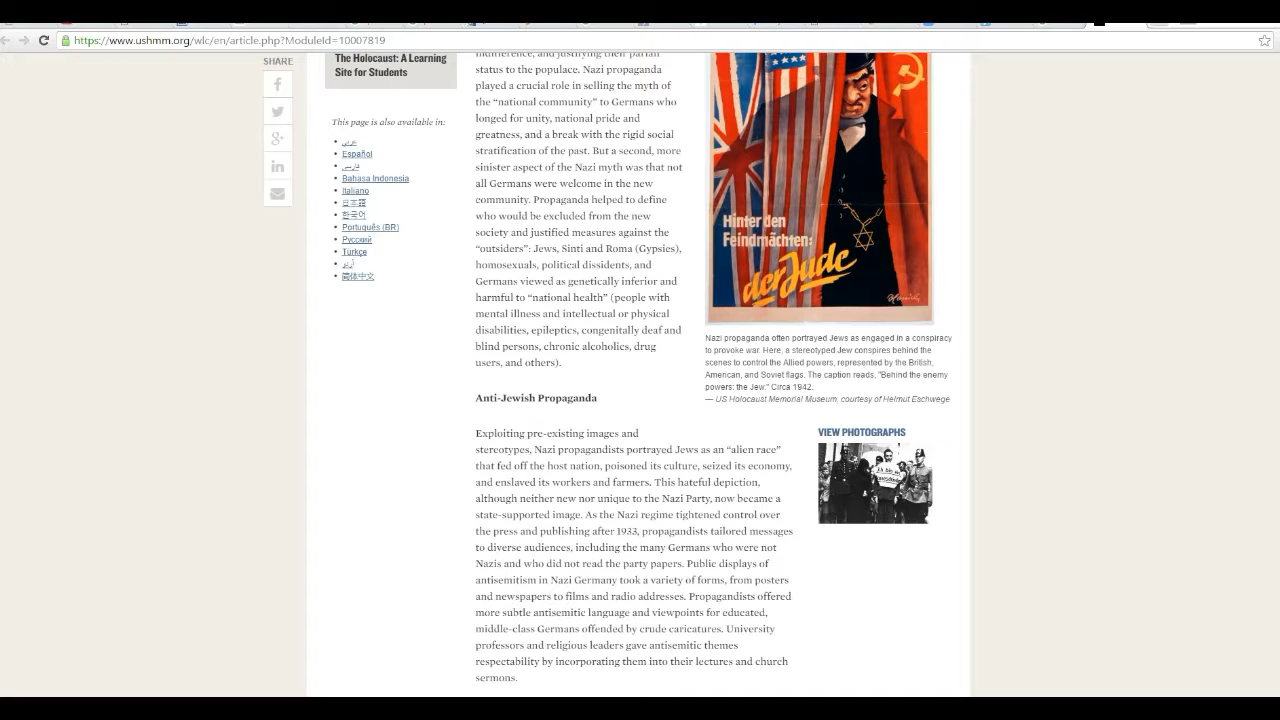 https://www.ushmm.org/wlc/en/article.php?ModuleId=10007819
SHARE
The Holocaust: A Learning
Site for Students
This page is also available in:
عربي
Español
فارسی
Bahasa Indonesia
Italiano
日本語
한국어
Português (BR)
Русский
Türkçe
اُردو
简体中文
indifference, and justifying their pariah
status to the populace. Nazi propaganda
played a crucial role in selling the myth of
the “national community” to Germans who
longed for unity, national pride and
greatness, and a break with the rigid social
stratification of the past. But a second, more
sinister aspect of the Nazi myth was that not
all Germans were welcome in the new
community. Propaganda helped to define
who would be excluded from the new
society and justified measures against the
“outsiders”: Jews, Sinti and Roma (Gypsies),
homosexuals, political dissidents, and
Germans viewed as genetically inferior and
harmful to “national health” (people with
mental illness and intellectual or physical
disabilities, epileptics, congenitally deaf and
blind persons, chronic alcoholics, drug
users, and others).
Hinter den
Feindmächten:
der Jude
Nazi propaganda often portrayed Jews as engaged in a conspiracy
to provoke war. Here, a stereotyped Jew conspires behind the
scenes to control the Allied powers, represented by the British,
American, and Soviet flags. The caption reads, "Behind the enemy
powers: the Jew." Circa 1942.
— US Holocaust Memorial Museum, courtesy of Helmut Eschwege
Anti-Jewish Propaganda
Exploiting pre-existing images and
stereotypes, Nazi propagandists portrayed Jews as an “alien race”
that fed off the host nation, poisoned its culture, seized its economy,
and enslaved its workers and farmers. This hateful depiction,
although neither new nor unique to the Nazi Party, now became a
state-supported image. As the Nazi regime tightened control over
the press and publishing after 1933, propagandists tailored messages
to diverse audiences, including the many Germans who were not
Nazis and who did not read the party papers. Public displays of
antisemitism in Nazi Germany took a variety of forms, from posters
and newspapers to films and radio addresses. Propagandists offered
more subtle antisemitic language and viewpoints for educated,
middle-class Germans offended by crude caricatures. University
professors and religious leaders gave antisemitic themes
respectability by incorporating them into their lectures and church
sermons.
VIEW PHOTOGRAPHS